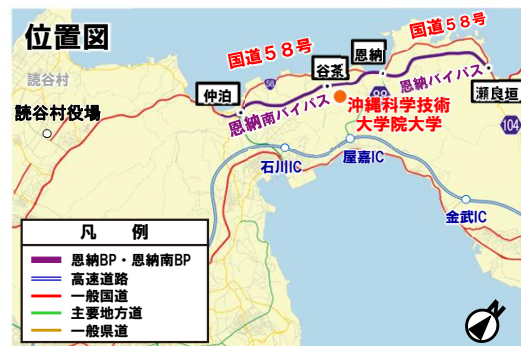 位置図
国道58号
国道58号
読谷村
読谷村役場
仲泊
58
谷茶
恩納
恩納バイパス
瀬良垣
恩納南バイパス
沖縄科学技術
大学院大学
104
石川IC
屋嘉IC
金武IC
凡　例
恩納BP・恩納南BP
高速道路
一般国道
主要地方道
一般県道
N